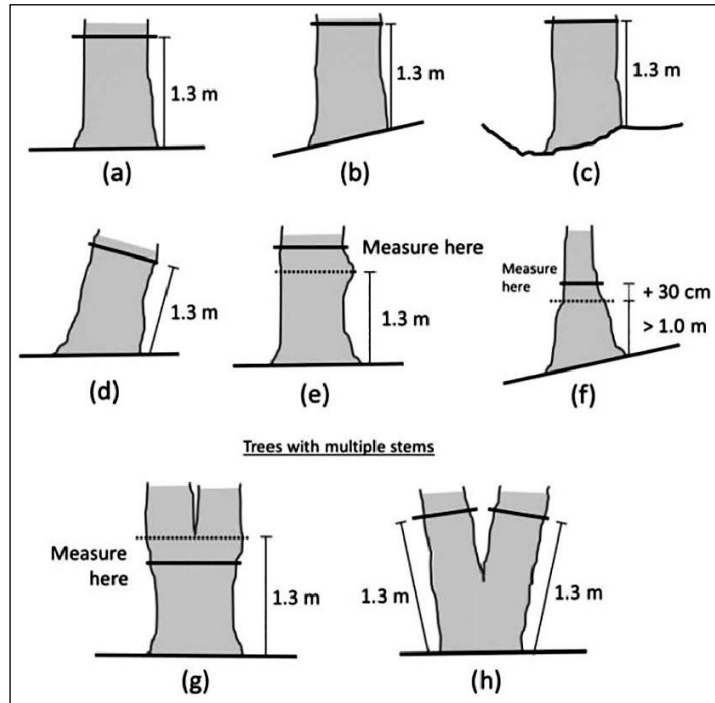 1.3 m
(a)
1.3 m
(b)
1.3 m
(c)
1.3 m
(d)
Measure here
1.3 m
(e)
Measure
here
+ 30 cm
> 1.0 m
(f)
Trees with multiple stems
Measure
here
1.3 m
(g)
1.3 m
1.3 m
(h)